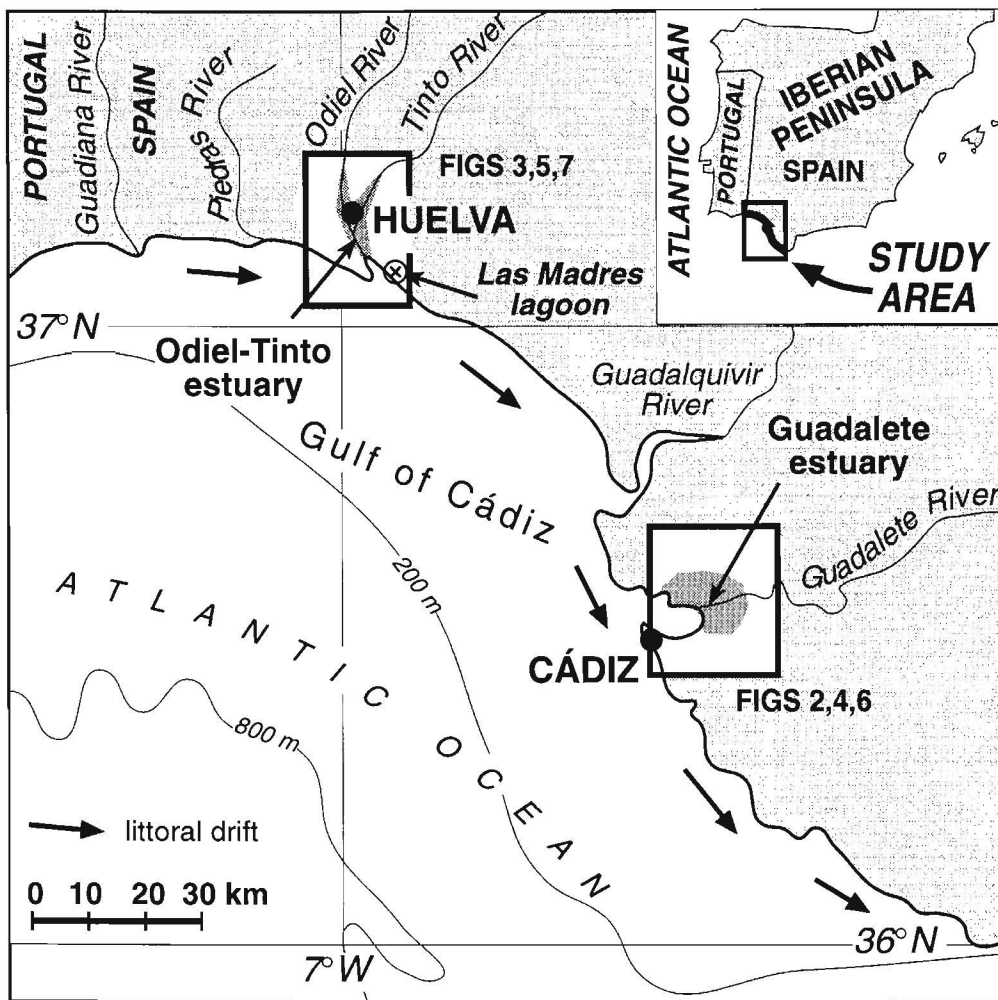 PORTUGAL
Guadiana River
SPAIN
Piedras River
Odiel River
Tinto River
FIGS 3,5,7
HUELVA
Las Madres
lagoon
37°N
Odiel-Tinto
estuary
ATLANTIC OCEAN
PORTUGAL
IBERIAN
PENINSULA
SPAIN
STUDY
AREA
Guadalquivir
River
Guadalete
estuary
Guadalete River
Gulf of Cádiz
200 m
ATLANTIC OCEAN
CÁDIZ
FIGS 2,4,6
800 m
littoral drift
0 10 20 30 km
7°W
36°N